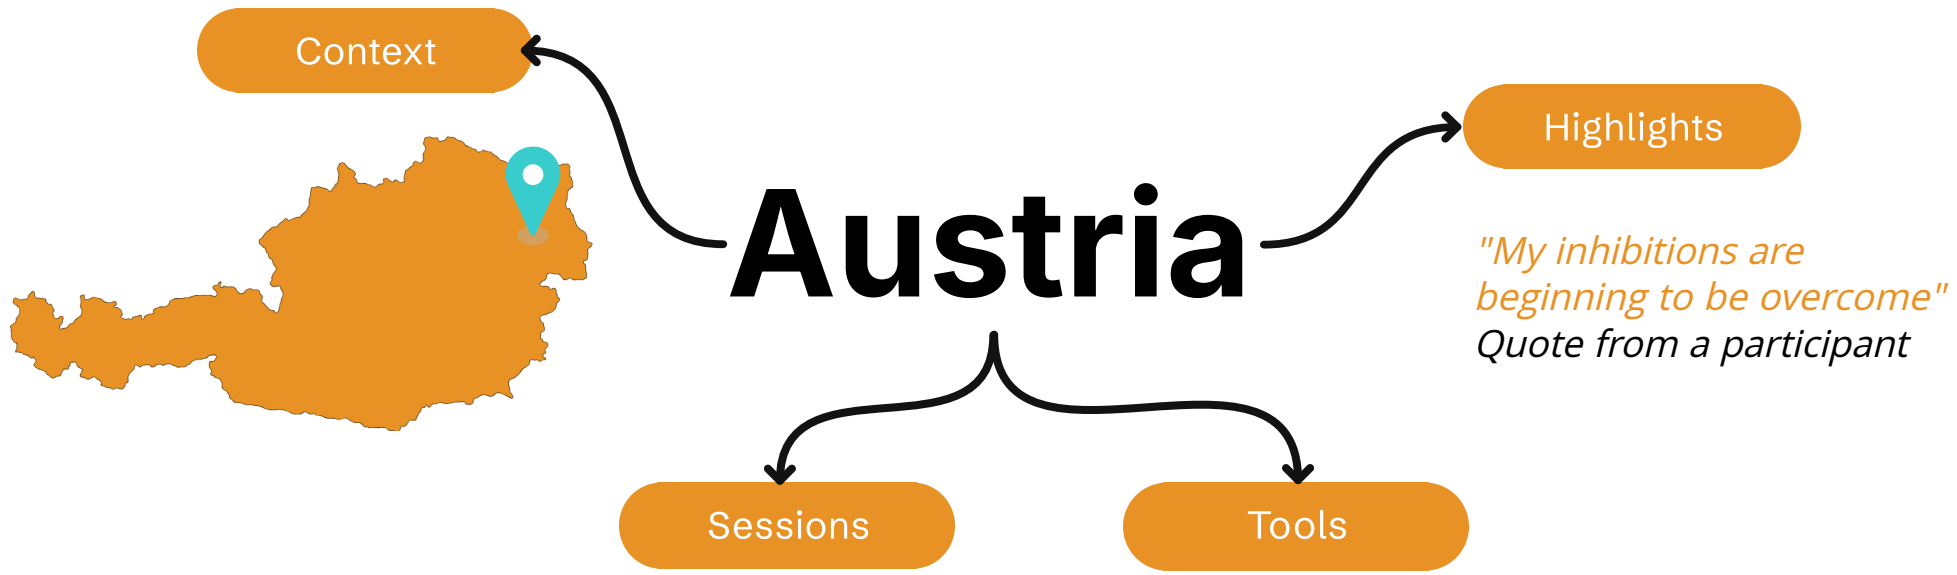 Context
Highlights
Austria
"My inhibitions are
beginning to be overcome"
Quote from a participant
Sessions
Tools